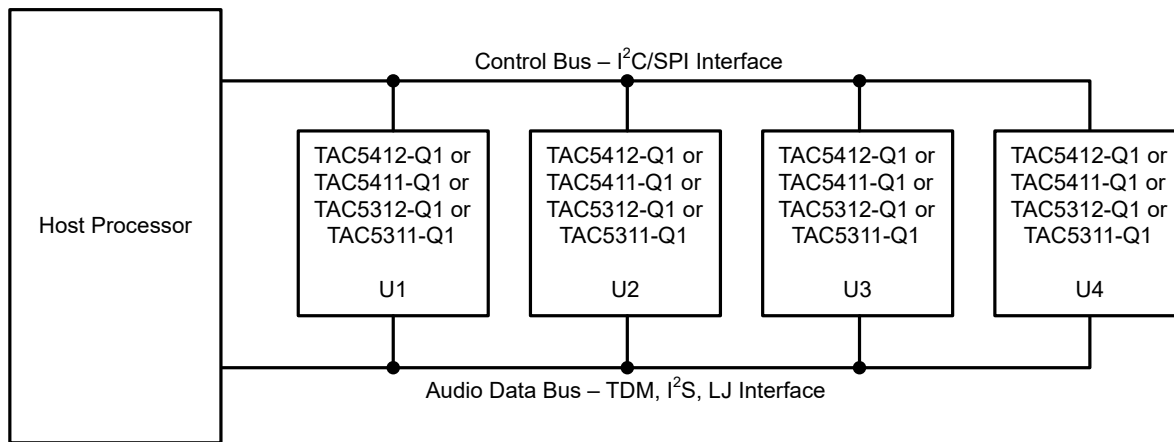 Control Bus – I²C/SPI Interface
Host Processor
TAC5412-Q1 or
TAC5411-Q1 or
TAC5312-Q1 or
TAC5311-Q1
U1
TAC5412-Q1 or
TAC5411-Q1 or
TAC5312-Q1 or
TAC5311-Q1
U2
TAC5412-Q1 or
TAC5411-Q1 or
TAC5312-Q1 or
TAC5311-Q1
U3
TAC5412-Q1 or
TAC5411-Q1 or
TAC5312-Q1 or
TAC5311-Q1
U4
Audio Data Bus – TDM, I²S, LJ Interface